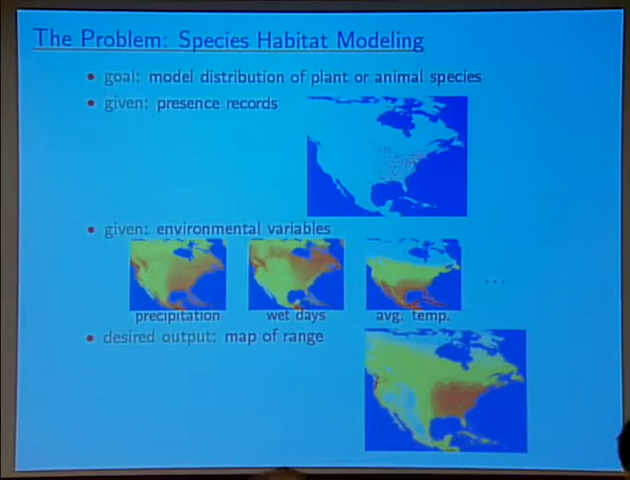 The Problem: Species Habitat Modeling
• goal: model distribution of plant or animal species
• given: presence records
• given: environmental variables
precipitation wet days avg. temp. ...
• desired output: map of range